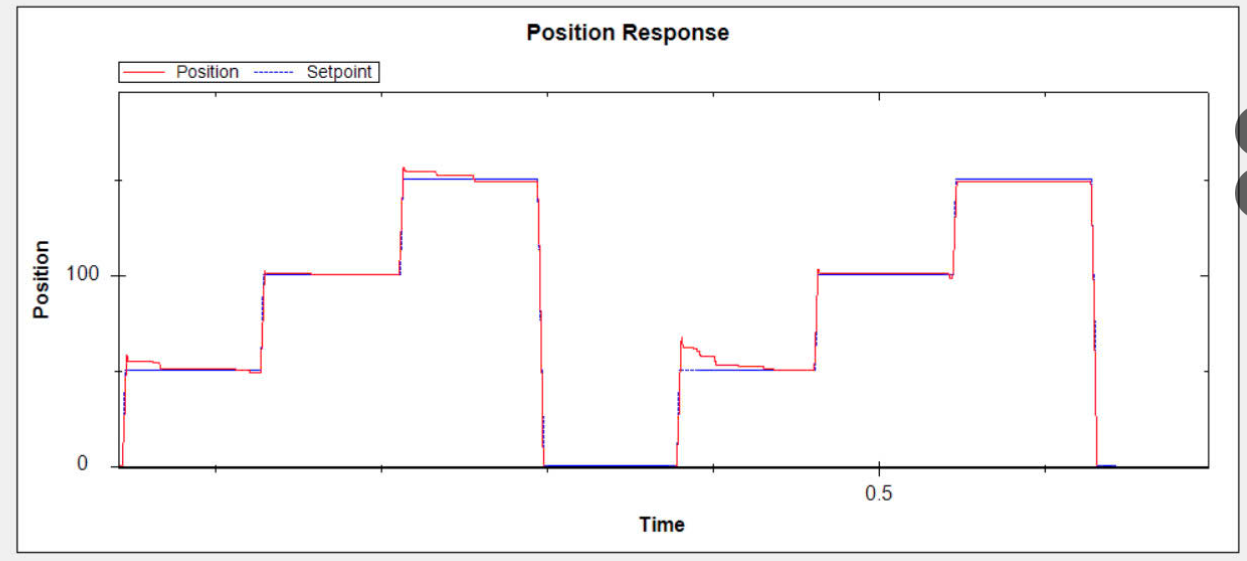 Position Response
Position Setpoint
Position
100
0
0.5
Time